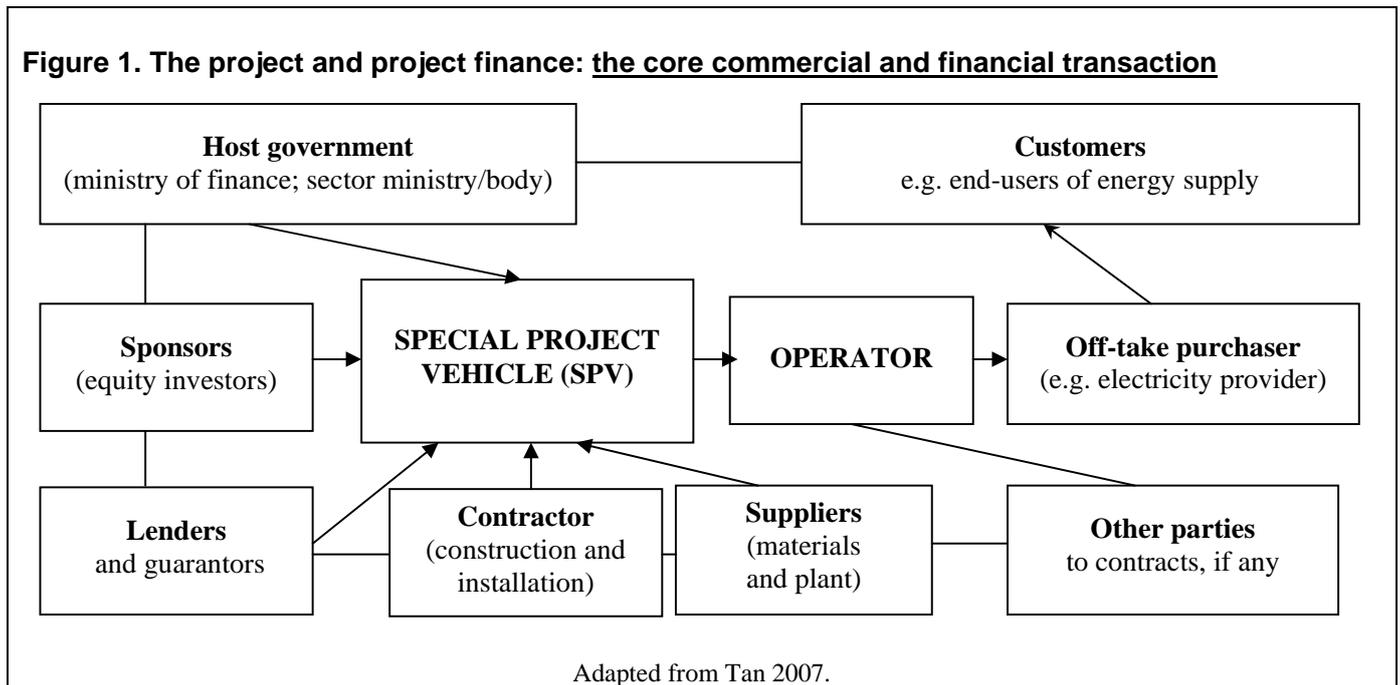 Figure 1. The project and project finance: the core commercial and financial transaction
Host government
(ministry of finance; sector ministry/body)
Customers
e.g. end-users of energy supply
Sponsors
(equity investors)
SPECIAL PROJECT
VEHICLE (SPV)
OPERATOR
Off-take purchaser
(e.g. electricity provider)
Lenders
and guarantors
Contractor
(construction and
installation)
Suppliers
(materials
and plant)
Other parties
to contracts, if any
Adapted from Tan 2007.